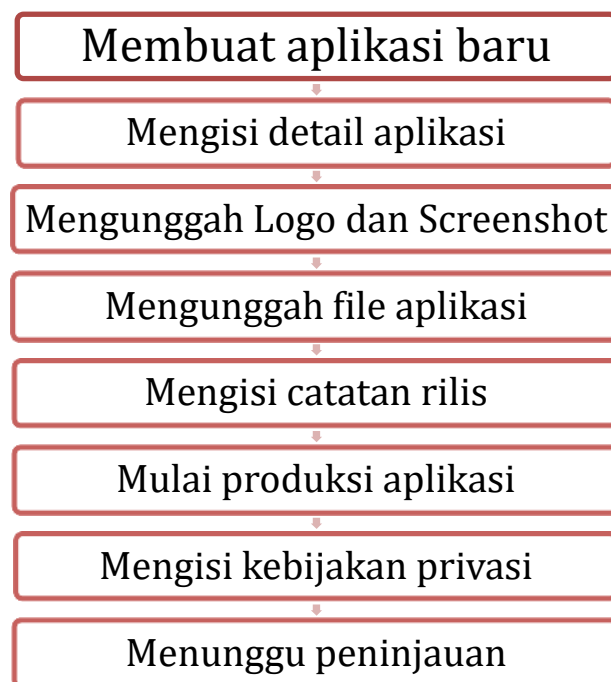 Membuat aplikasi baru
Mengisi detail aplikasi
Mengunggah Logo dan Screenshot
Mengunggah file aplikasi
Mengisi catatan rilis
Mulai produksi aplikasi
Mengisi kebijakan privasi
Menunggu peninjauan